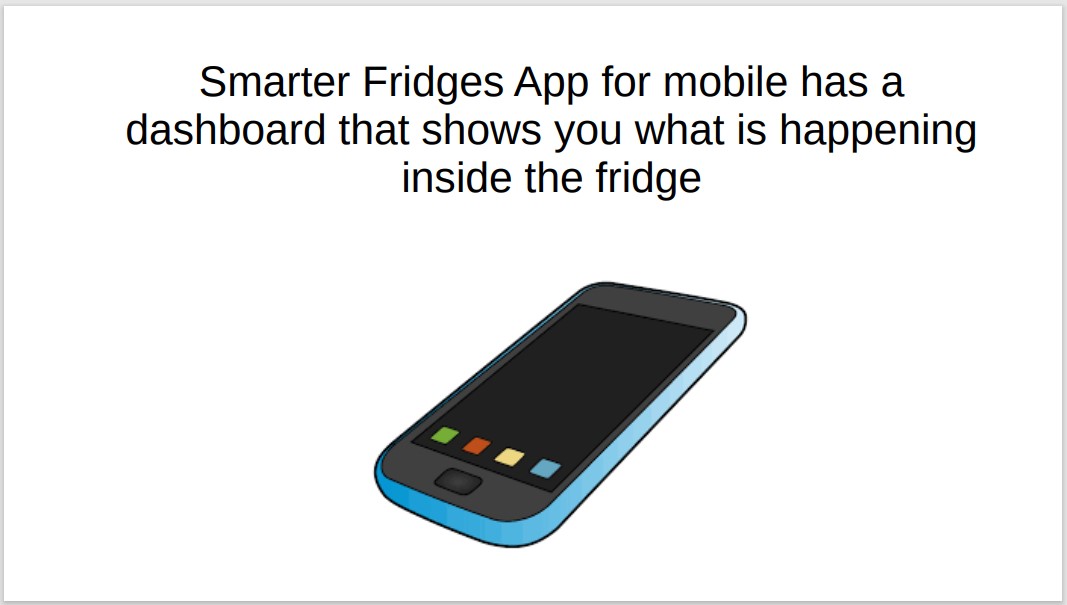 Smarter Fridges App for mobile has a
dashboard that shows you what is happening
inside the fridge